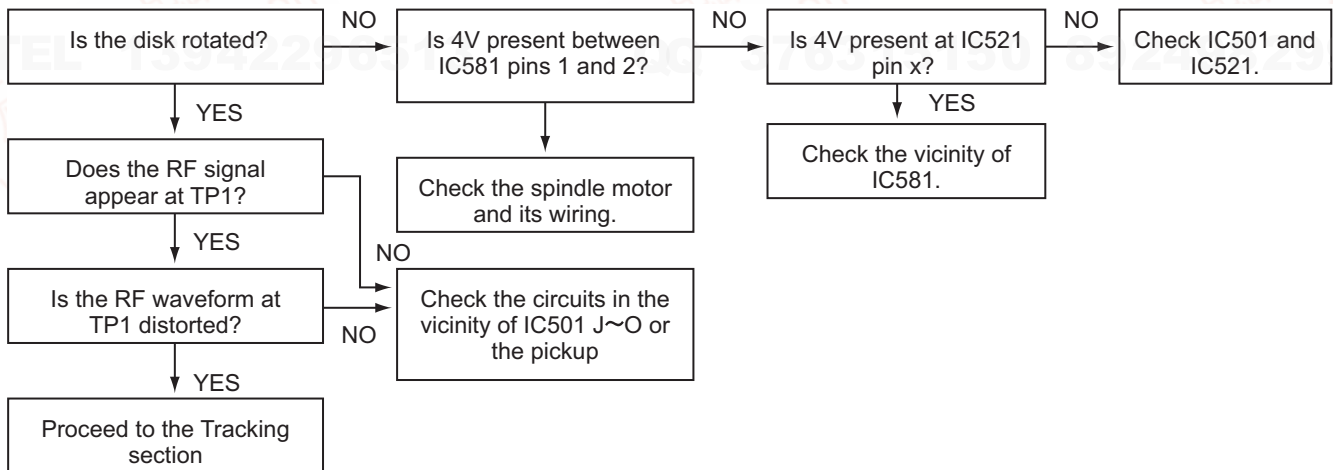 Is the disk rotated?
NO
Is 4V present between
IC581 pins 1 and 2?
NO
Is 4V present at IC521
pin x?
NO
Check IC501 and
IC521.
YES
YES
Does the RF signal
appear at TP1?
Check the spindle motor
and its wiring.
Check the vicinity of
IC581.
YES
NO
Is the RF waveform at
TP1 distorted?
NO
Check the circuits in the
vicinity of IC501 J~O or
the pickup
YES
Proceed to the Tracking
section